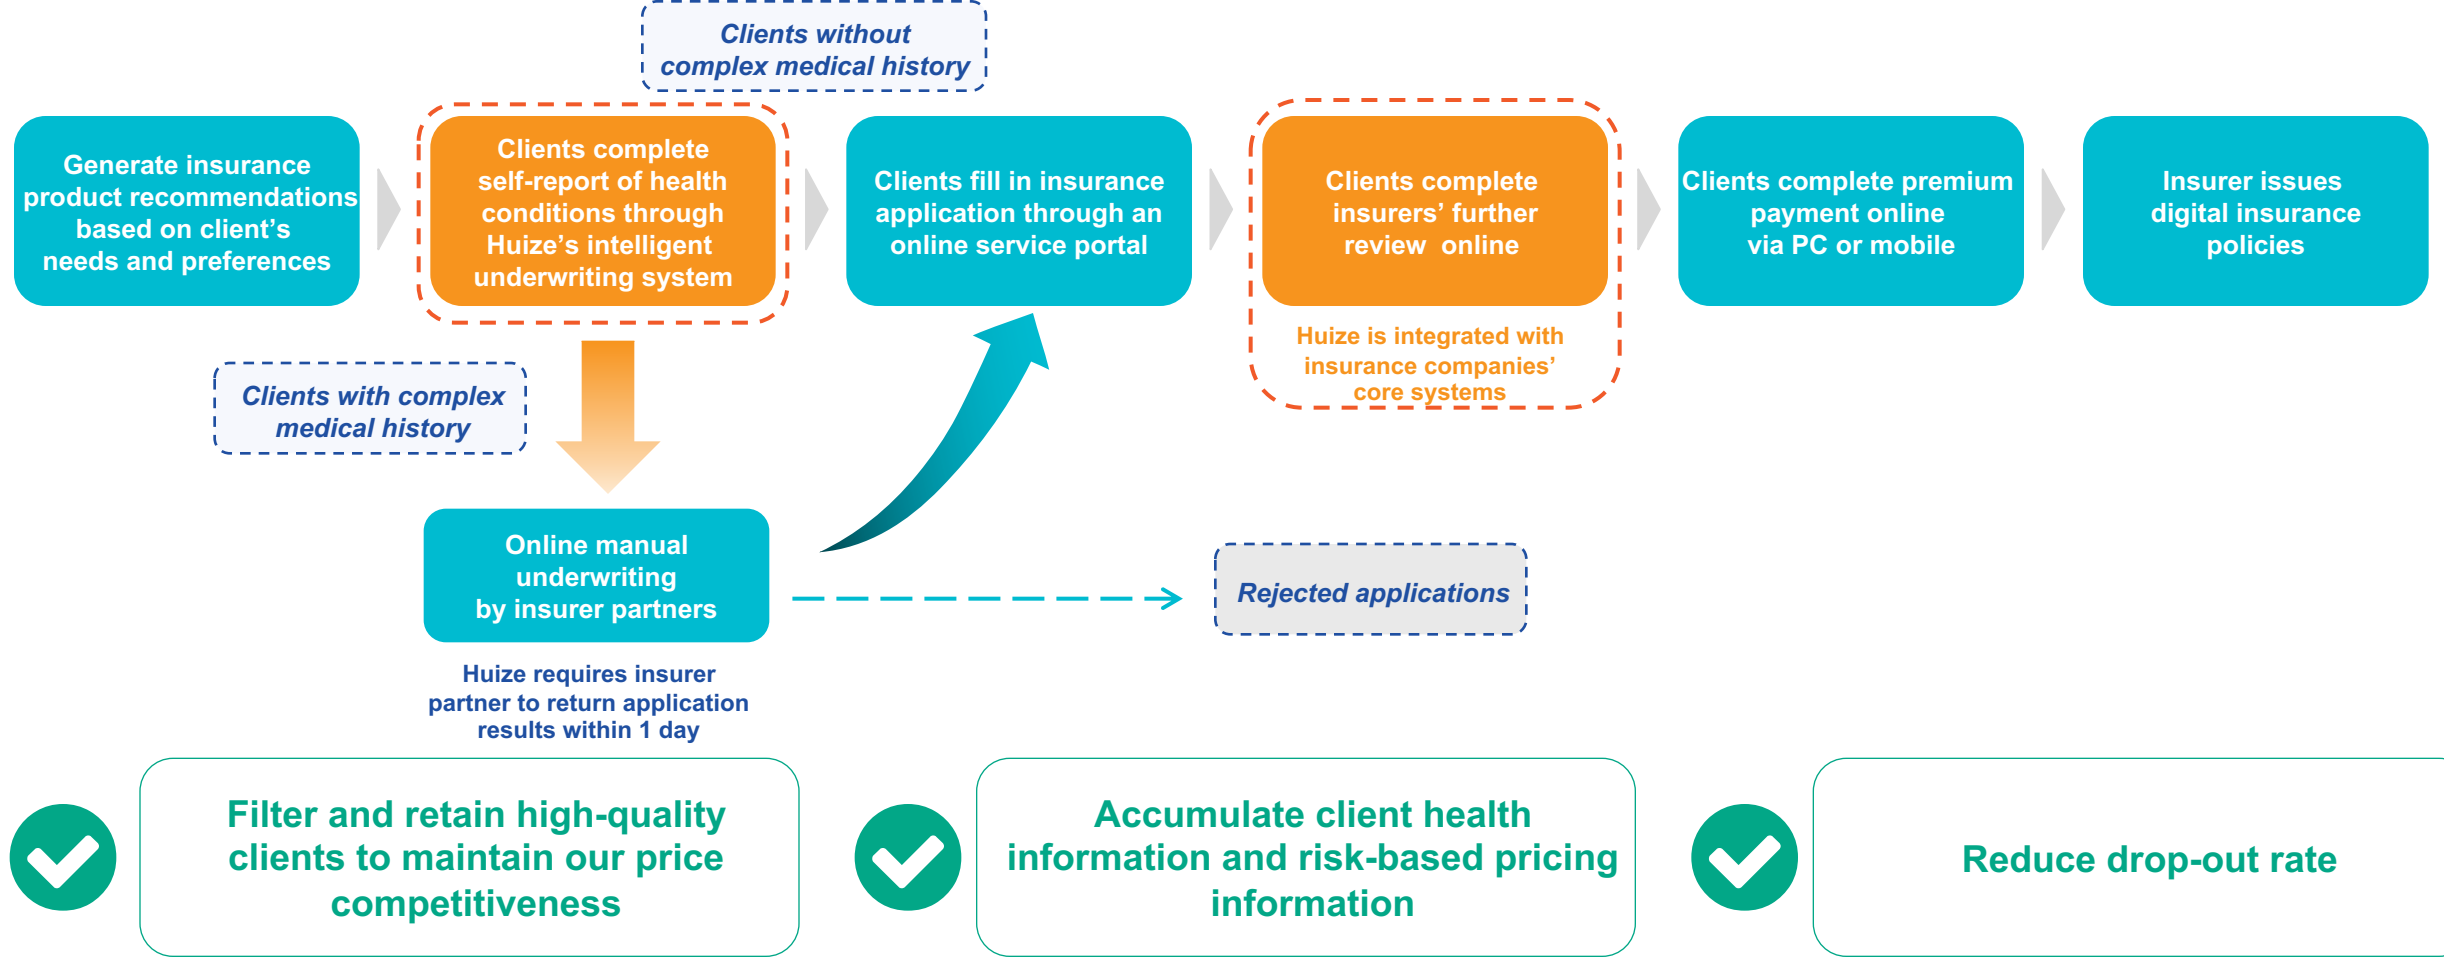 Clients without
complex medical history
Generate insurance
product recommendations
based on client’s
needs and preferences
Clients complete
self-report of health
conditions through
Huize’s intelligent
underwriting system
Clients fill in insurance
application through an
online service portal
Clients complete
insurers’ further
review  online
Huize is integrated with
insurance companies’
core systems
Clients complete premium
payment online
via PC or mobile
Insurer issues
digital insurance
policies
Clients with complex
medical history
Online manual
underwriting
by insurer partners
Huize requires insurer
partner to return application
results within 1 day
Rejected applications
Filter and retain high-quality
clients to maintain our price
competitiveness
Accumulate client health
information and risk-based pricing
information
Reduce drop-out rate